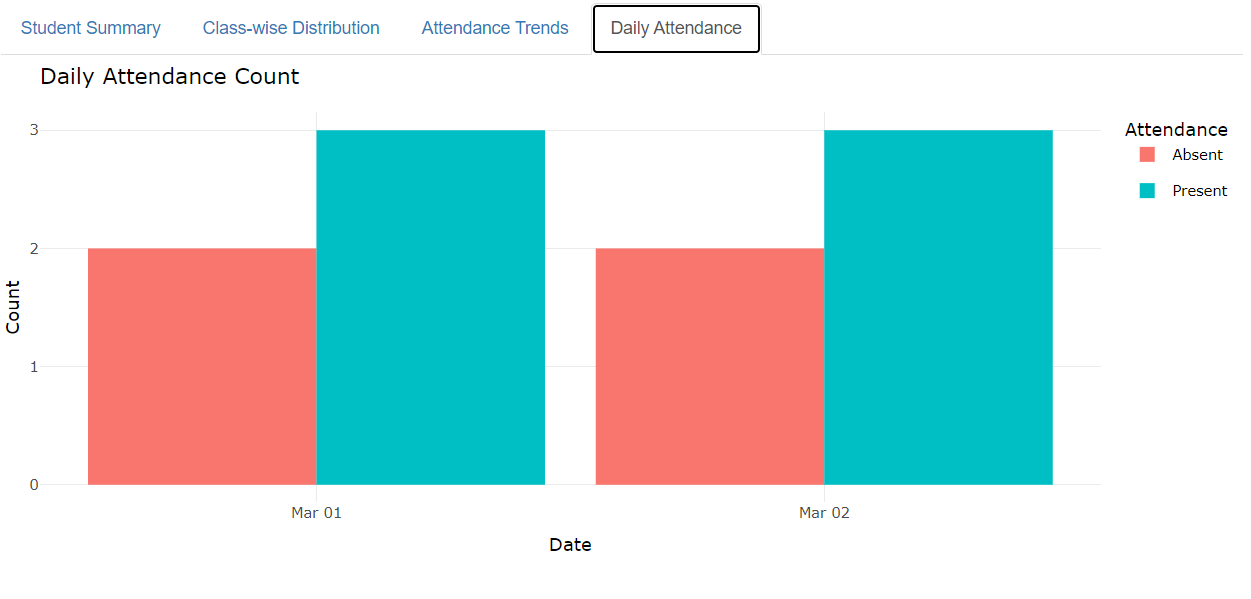 Student Summary Class-wise Distribution Attendance Trends Daily Attendance
Daily Attendance Count
3
2
1
0
Count
Mar 01 Mar 02
Date
Attendance
Absent
Present